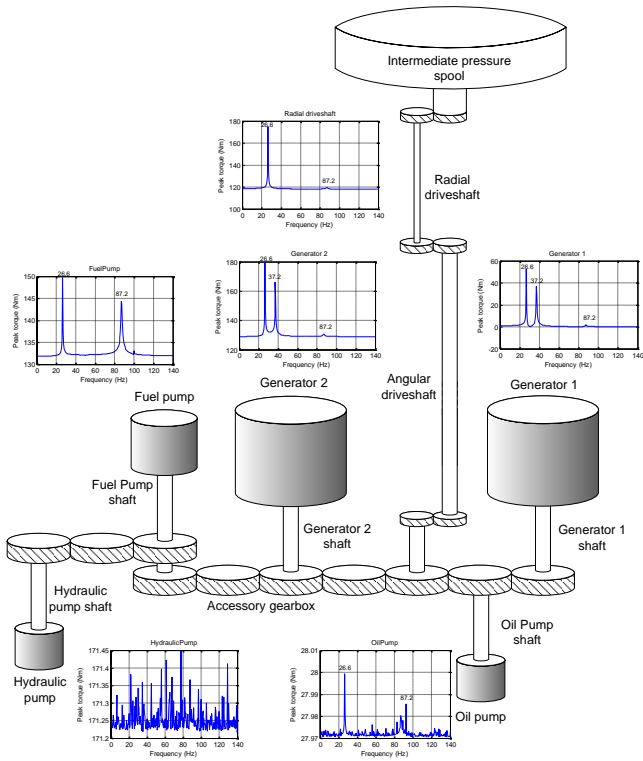 Intermediate pressure
spool
Radial driveshaft
180
160
140
120
100
Peak torque (Nm)
26.6
87.2
0 20 40 60 80 100 120 140
Frequency (Hz)
Radial
driveshaft
FuelPump
150
145
140
135
130
Peak torque (Nm)
26.6
87.2
0 20 40 60 80 100 120 140
Frequency (Hz)
Generator 2
180
160
140
120
Peak torque (Nm)
26.6
37.2
87.2
0 20 40 60 80 100 120 140
Frequency (Hz)
Generator 1
60
40
20
0
-20
Peak torque (Nm)
26.6
37.2
87.2
0 20 40 60 80 100 120 140
Frequency (Hz)
Angular
driveshaft
Fuel pump
Generator 2
Generator 1
Fuel Pump
shaft
Generator 2
shaft
Generator 1
shaft
Hydraulic
pump shaft
Accessory gearbox
Oil Pump
shaft
Hydraulic
pump
Oil pump
HydraulicPump
171.45
171.4
171.35
171.3
171.25
171.2
Peak torque (Nm)
0 20 40 60 80 100 120 140
Frequency (Hz)
OilPump
28.01
28
27.99
27.98
27.97
Peak torque (Nm)
26.6
87.2
0 20 40 60 80 100 120 140
Frequency (Hz)